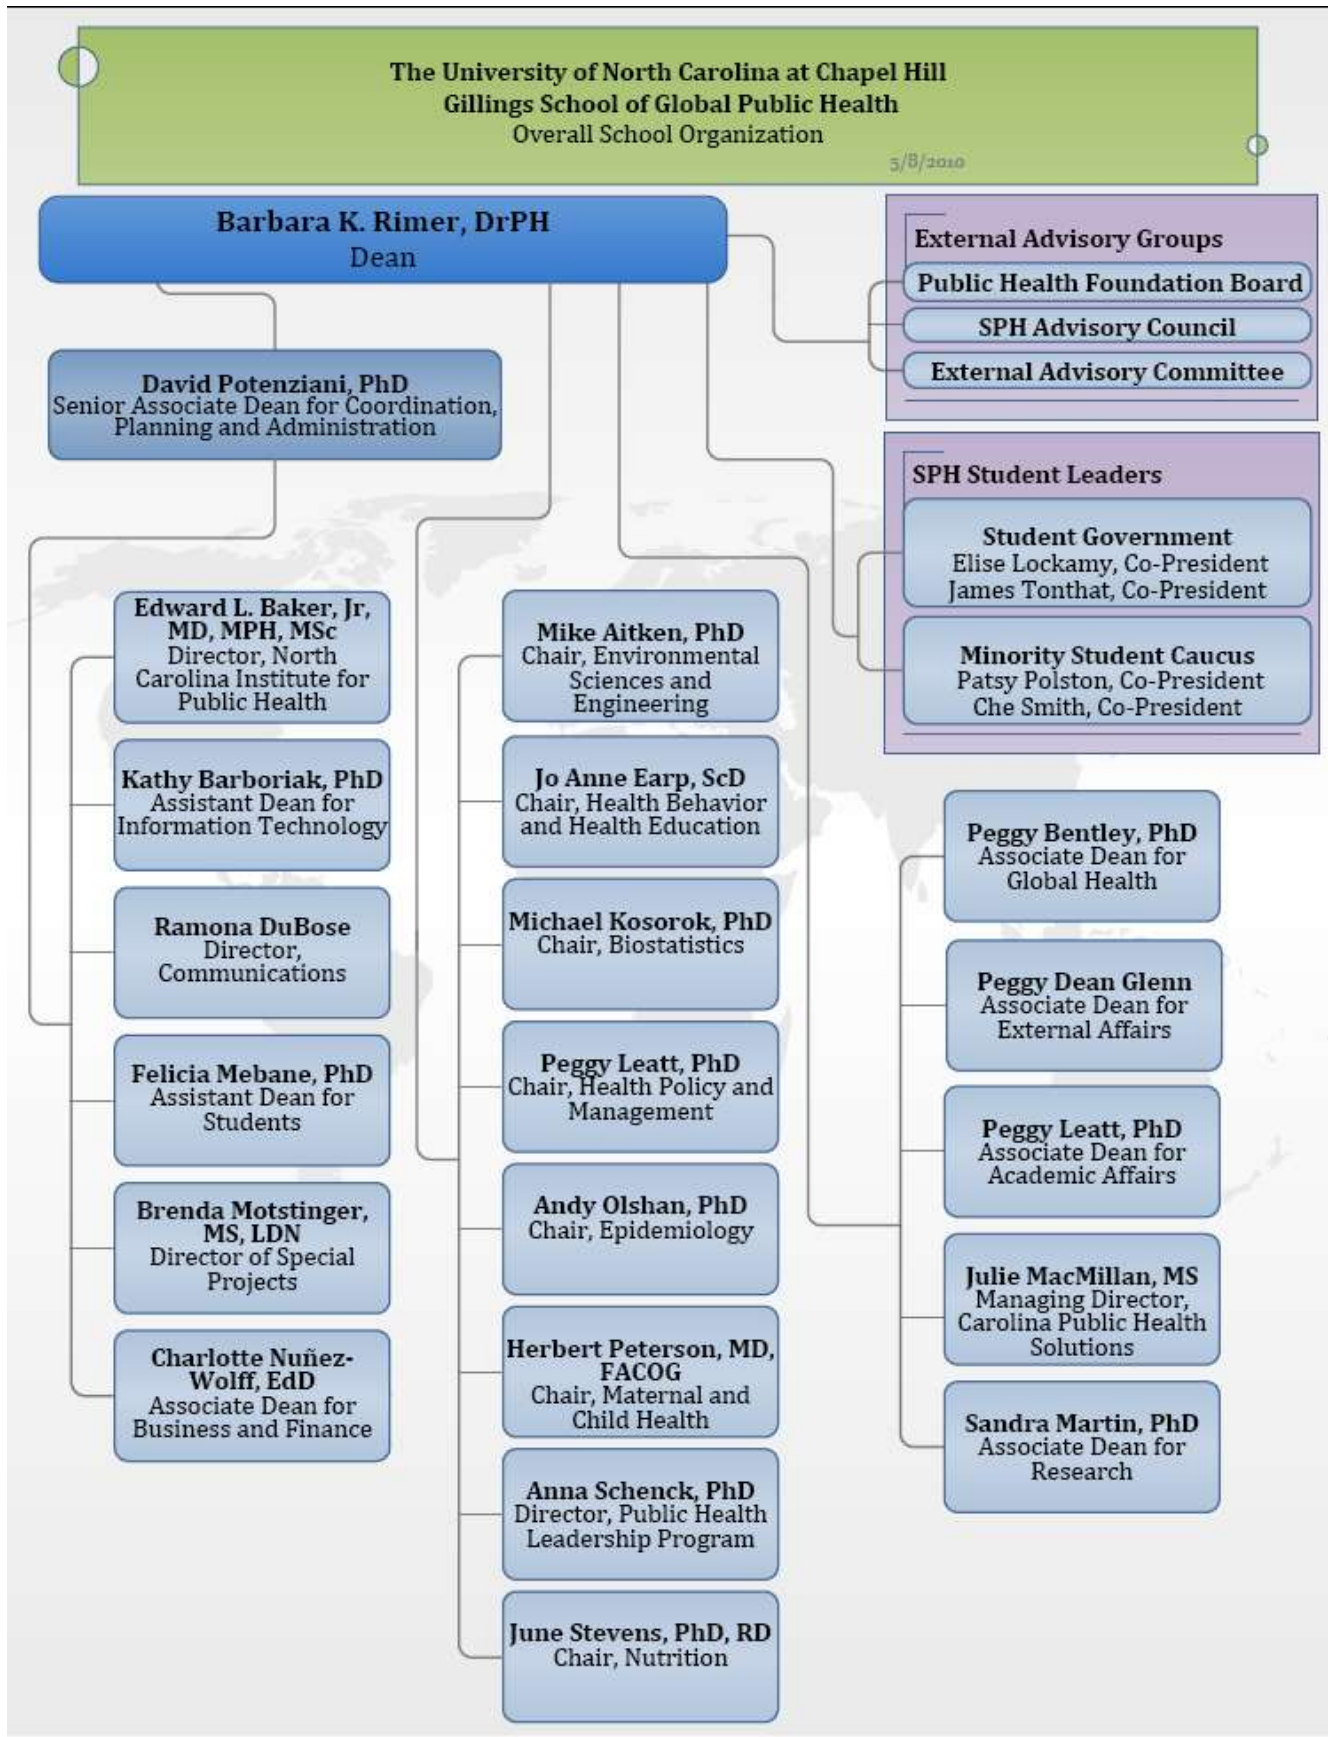 The University of North Carolina at Chapel Hill
Gillings School of Global Public Health
Overall School Organization
5/8/2010
Barbara K. Rimer, DrPH
Dean
External Advisory Groups
Public Health Foundation Board
SPH Advisory Council
External Advisory Committee
David Potenziani, PhD
Senior Associate Dean for Coordination,
Planning and Administration
SPH Student Leaders
Student Government
Elise Lockamy, Co-President
James Tonthat, Co-President
Minority Student Caucus
Patsy Polston, Co-President
Che Smith, Co-President
Edward L. Baker, Jr,
MD, MPH, MSc
Director, North
Carolina Institute for
Public Health
Kathy Barboriak, PhD
Assistant Dean for
Information Technology
Ramona DuBose
Director,
Communications
Felicia Mebane, PhD
Assistant Dean for
Students
Brenda Motstinger,
MS, LDN
Director of Special
Projects
Charlotte Nuñez-
Wolff, EdD
Associate Dean for
Business and Finance
Mike Aitken, PhD
Chair, Environmental
Sciences and
Engineering
Jo Anne Earp, ScD
Chair, Health Behavior
and Health Education
Michael Kosorok, PhD
Chair, Biostatistics
Peggy Leatt, PhD
Chair, Health Policy and
Management
Andy Olshan, PhD
Chair, Epidemiology
Herbert Peterson, MD,
FACOG
Chair, Maternal and
Child Health
Anna Schenck, PhD
Director, Public Health
Leadership Program
June Stevens, PhD, RD
Chair, Nutrition
Peggy Bentley, PhD
Associate Dean for
Global Health
Peggy Dean Glenn
Associate Dean for
External Affairs
Peggy Leatt, PhD
Associate Dean for
Academic Affairs
Julie MacMillan, MS
Managing Director,
Carolina Public Health
Solutions
Sandra Martin, PhD
Associate Dean for
Research